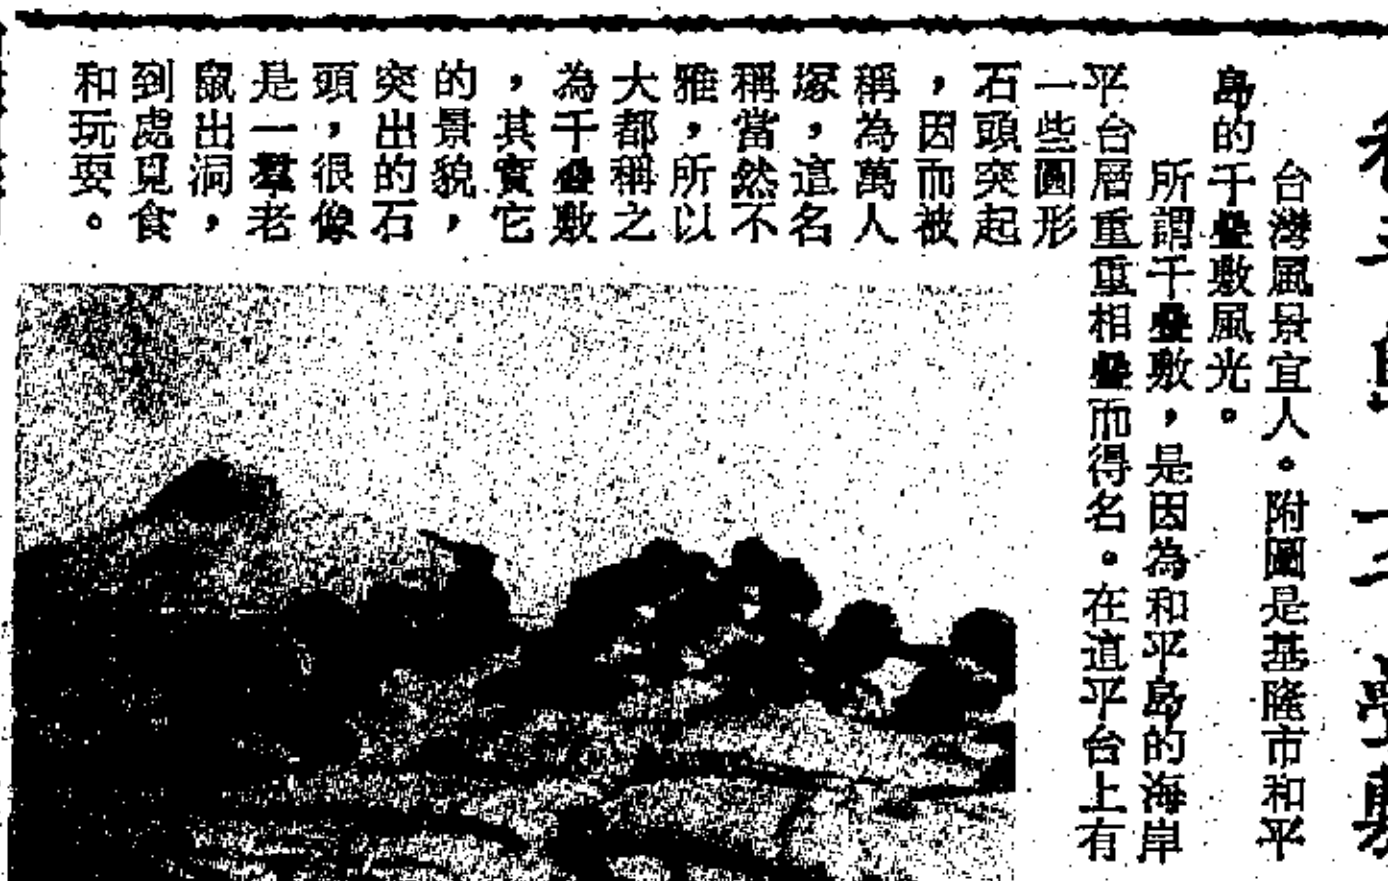 台灣風景宜人。附圖是基隆市和平
島的千疊敷風光。
所謂千疊敷，是因為和平島的海岸
平台層重重相疊而得名。在這平台上有
一些圓形
石頭突起
，因而被
稱為萬人
塚，這名
稱當然不
雅，所以
大都稱之
為千疊敷
，其實它
的景貌，
突出的石
頭，很像
是一羣老
鼠出洞，
到處覓食
和玩耍。